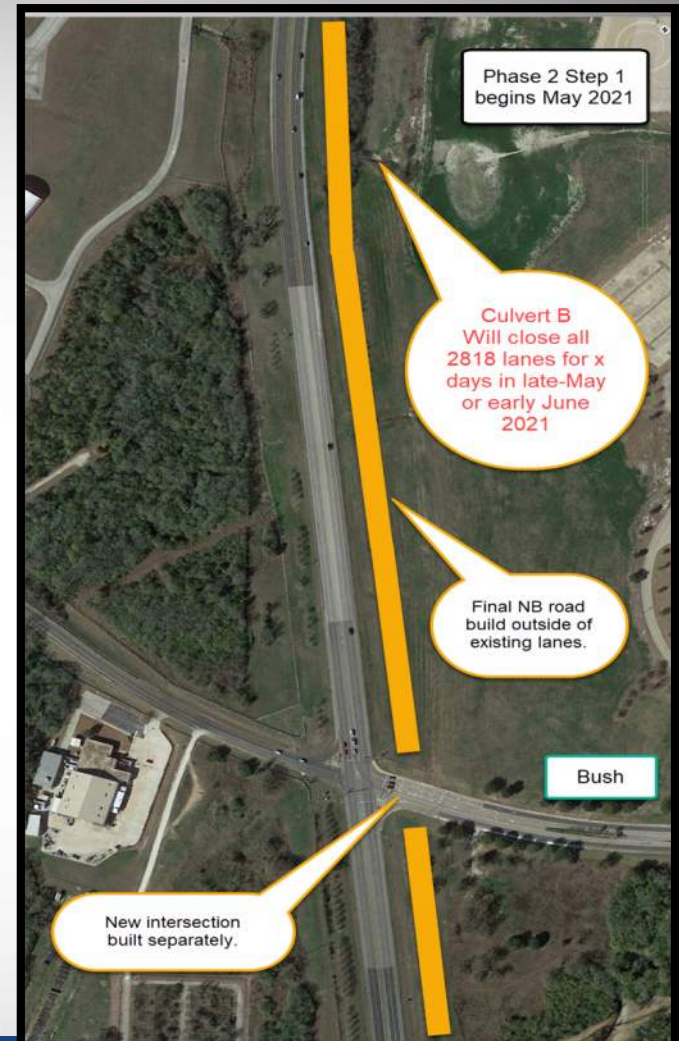 Phase 2 Step 1
begins May 2021
Culvert B
Will close all
2818 lanes for x
days in late-May
or early June
2021
Final NB road
build outside of
existing lanes.
Bush
New intersection
built separately.